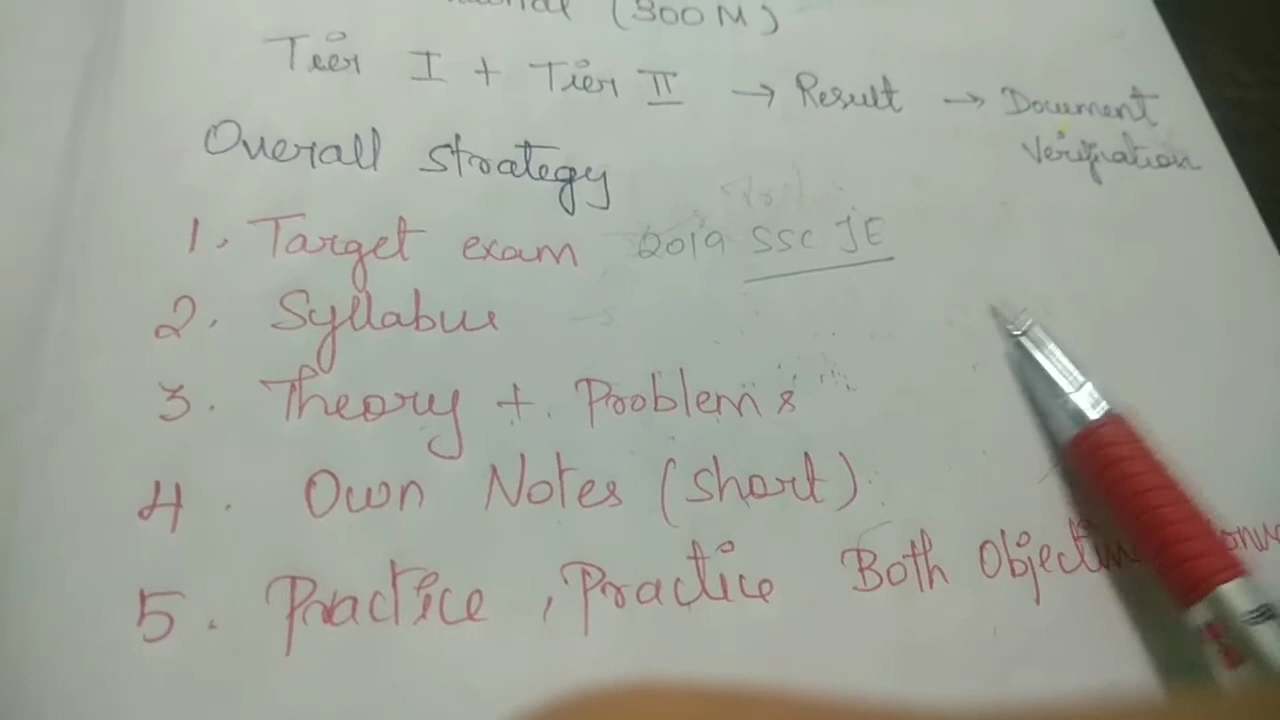 (300M)
Tier I + Tier II → Result → Document Verification
Overall strategy
1. Target exam 2019 SSC JE
2. Syllabus
3. Theory + Problems
4. Own Notes (short)
5. Practice, Practice Both